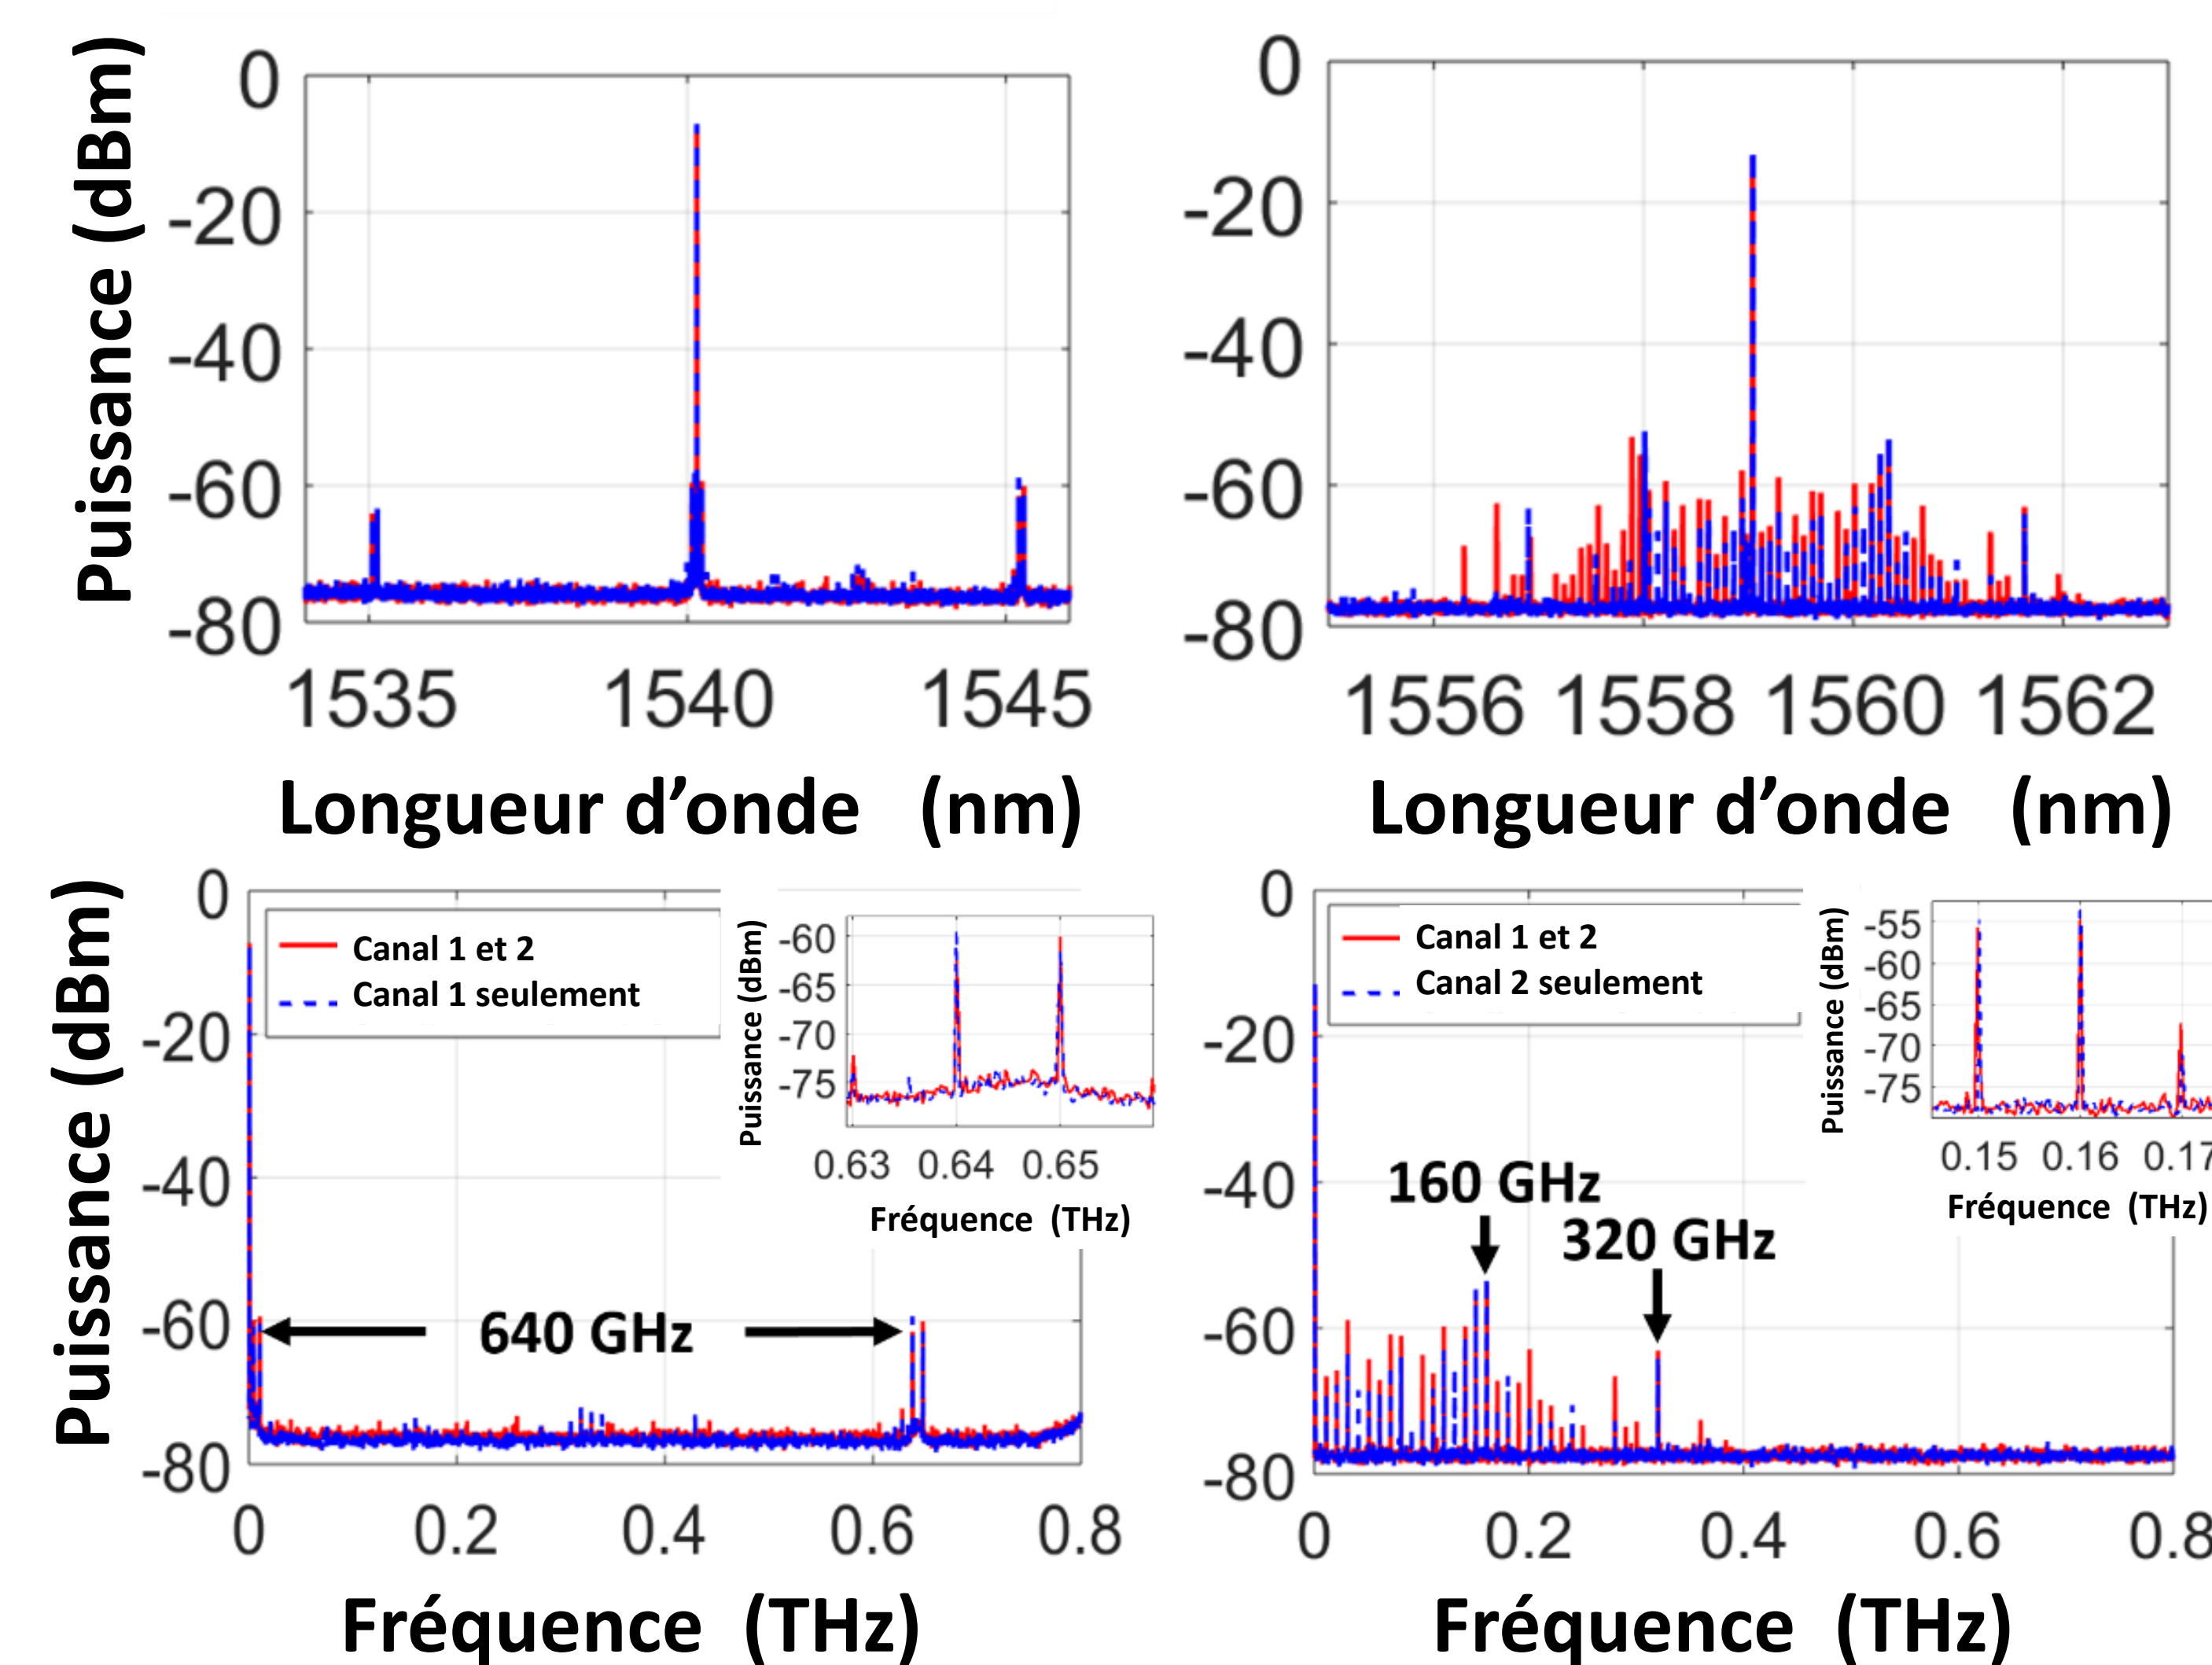 Puissance (dBm)
0
-20
-40
-60
-80
1535 1540 1545
Longueur d’onde (nm)
0
-20
-40
-60
-80
1556 1558 1560 1562
Longueur d’onde (nm)
Puissance (dBm)
0
-20
-40
-60
-80
Canal 1 et 2
Canal 1 seulement
640 GHz
0 0.2 0.4 0.6 0.8
Fréquence (THz)
Puissance (dBm)
-60
-65
-70
-75
0.63 0.64 0.65
Fréquence (THz)
0
-20
-40
-60
-80
Canal 1 et 2
Canal 2 seulement
160 GHz
320 GHz
0 0.2 0.4 0.6 0.8
Fréquence (THz)
Puissance (dBm)
-55
-60
-65
-70
-75
0.15 0.16 0.17
Fréquence (THz)